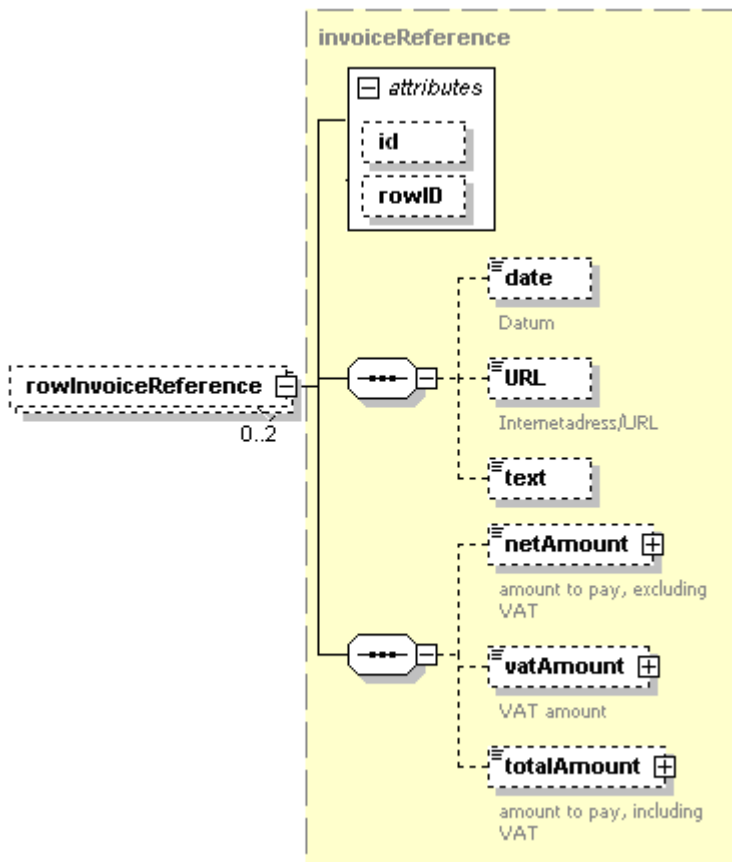 invoiceReference
attributes
id
rowID
date
Datum
rowInvoiceReference
0..2
URL
Internetadress/URL
text
netAmount
amount to pay, excluding
VAT
vatAmount
VAT amount
totalAmount
amount to pay, including
VAT